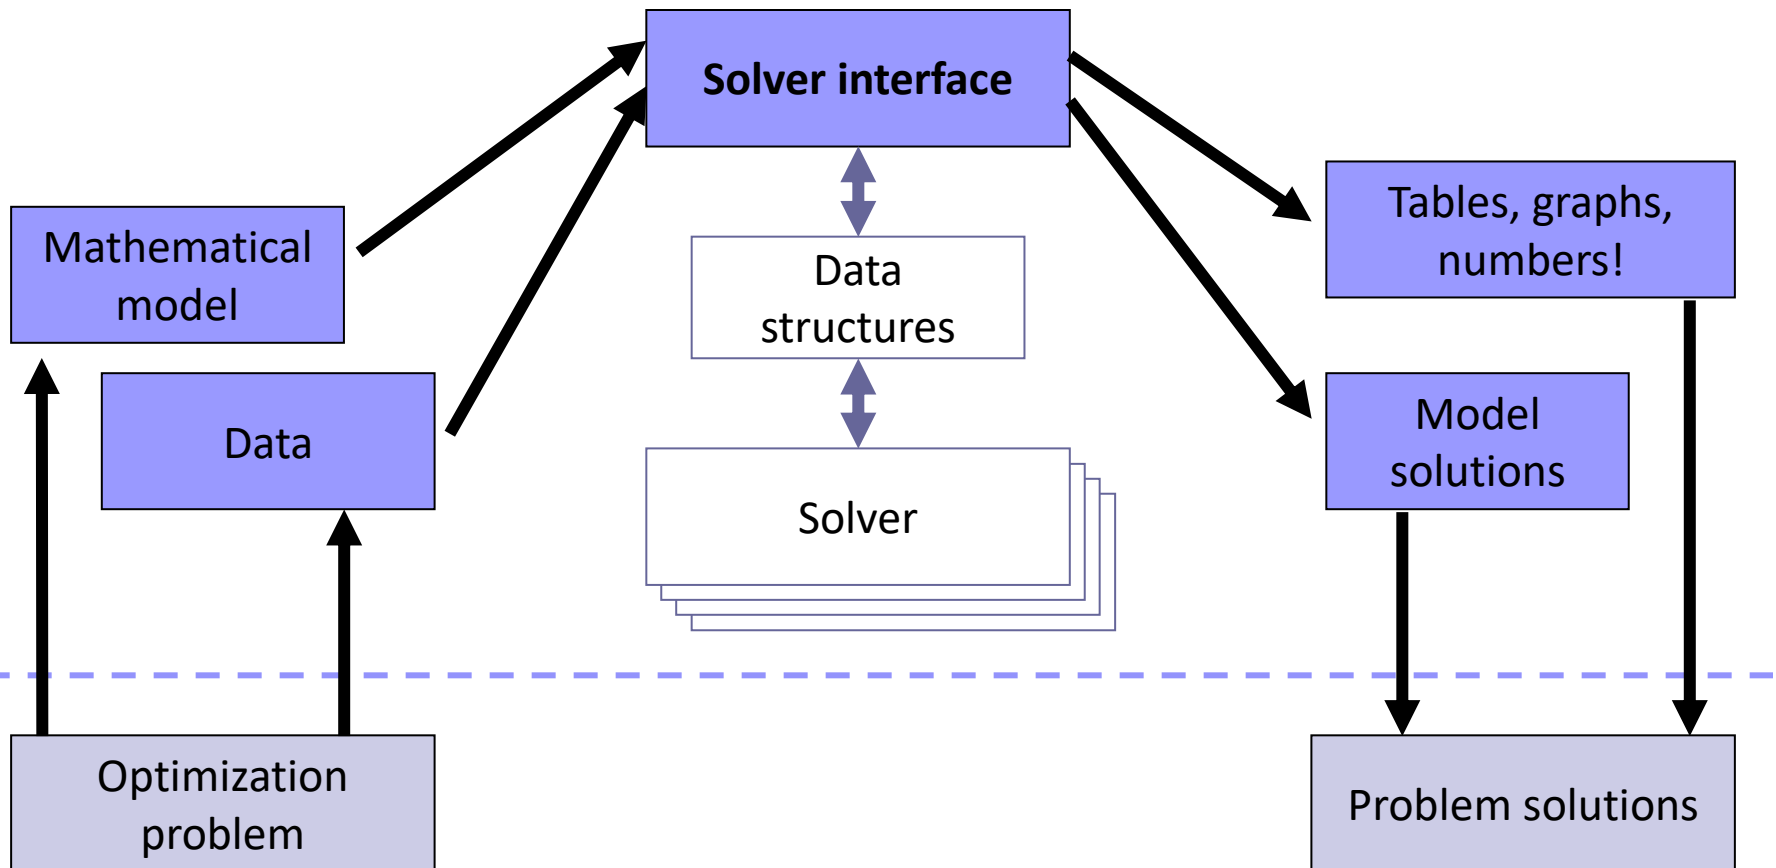 Solver interface
Mathematical
model
Data
structures
Tables, graphs,
numbers!
Data
Model
solutions
Solver
Optimization
problem
Problem solutions